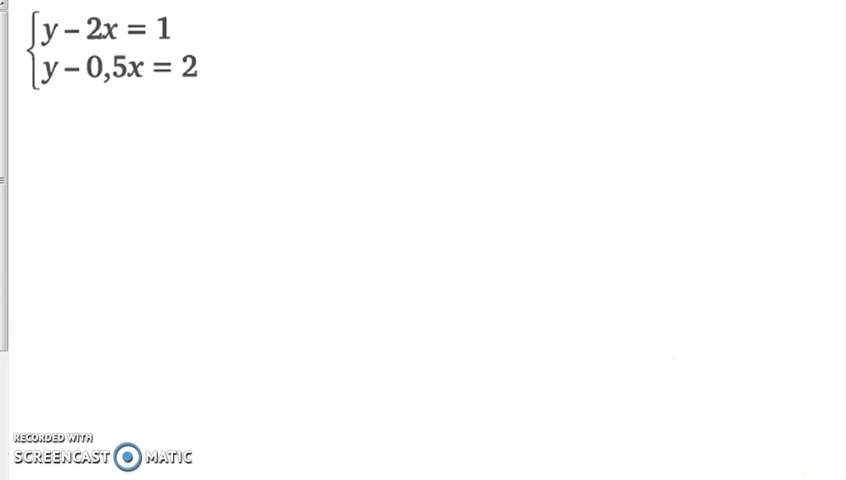 y – 2x = 1
y – 0,5x = 2
RECORDED WITH
SCREENCAST MATIC